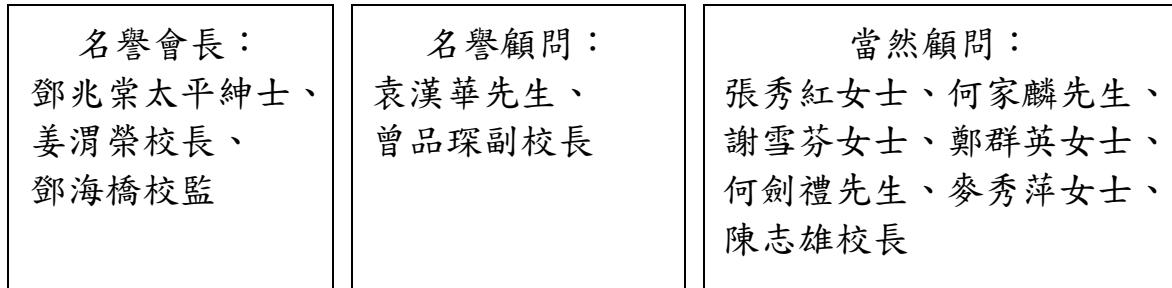 名譽會長：
鄧兆棠太平紳士、
姜渭榮校長、
鄧海橋校監
名譽顧問：
袁漢華先生、
曾品琛副校長
當然顧問：
張秀紅女士、何家麟先生、
謝雪芬女士、鄭群英女士、
何劍禮先生、麥秀萍女士、
陳志雄校長